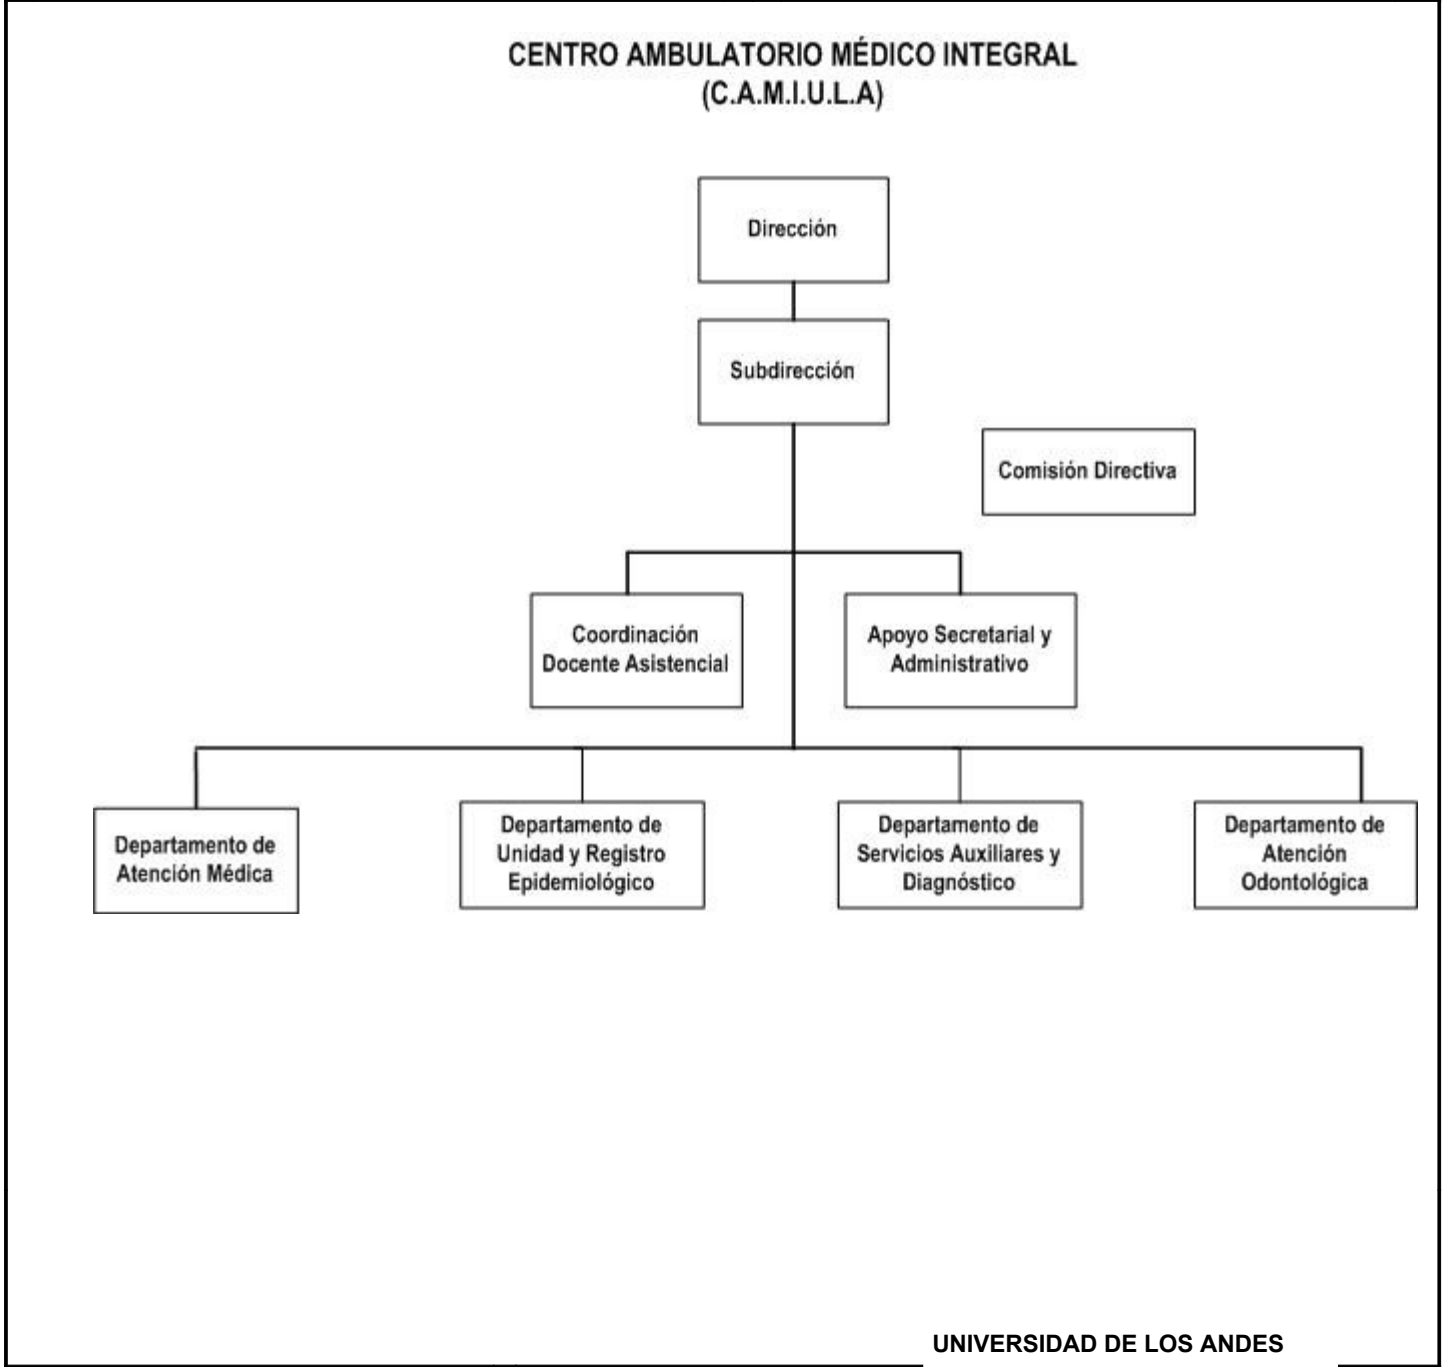 CENTRO AMBULATORIO MÉDICO INTEGRAL
(C.A.M.I.U.L.A)
Dirección
Subdirección
Comisión Directiva
Coordinación
Docente Asistencial
Apoyo Secretarial y
Administrativo
Departamento de
Atención Médica
Departamento de
Unidad y Registro
Epidemiológico
Departamento de
Servicios Auxiliares y
Diagnóstico
Departamento de
Atención
Odontológica
UNIVERSIDAD DE LOS ANDES